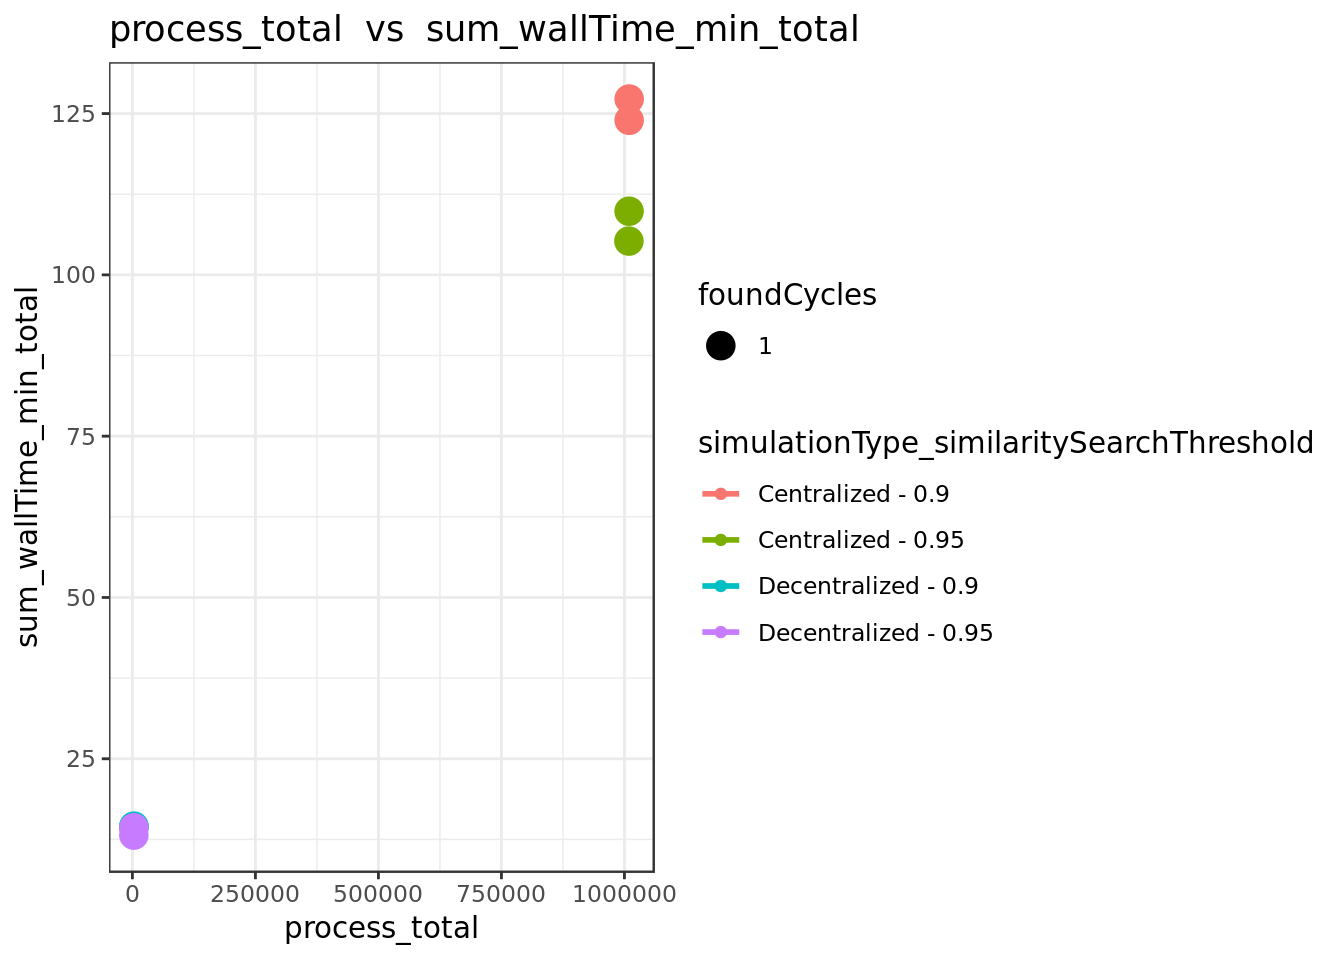 process_total  vs  sum_wallTime_min_total
sum_wallTime_min_total
125
100
75
50
25
0
250000
500000
750000
1000000
process_total
foundCycles
1
simulationType_similaritySearchThreshold
Centralized - 0.9
Centralized - 0.95
Decentralized - 0.9
Decentralized - 0.95